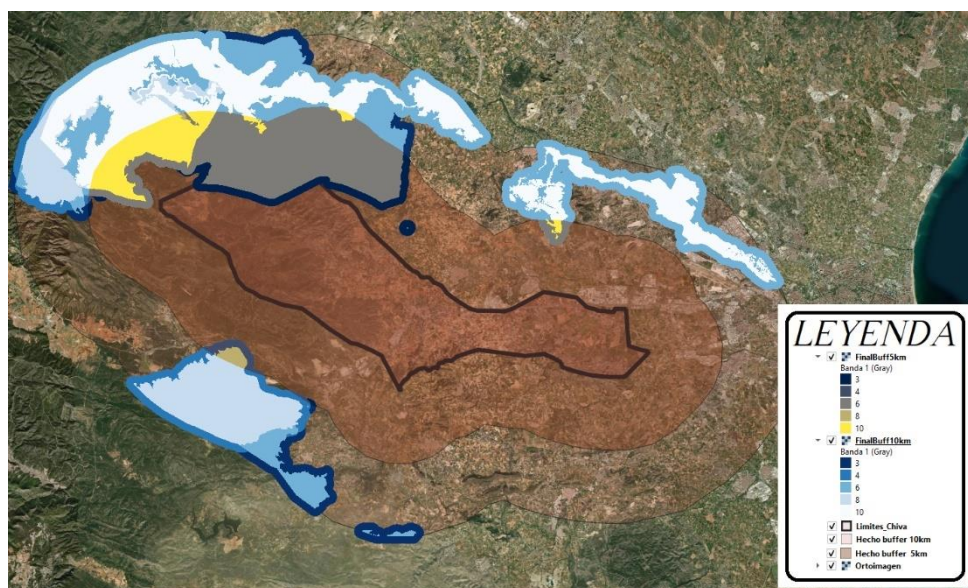 LEYENDA
FinalBuff5km
Banda 1 (Gray)
3
4
6
8
10
FinalBuff10km
Banda 1 (Gray)
3
4
6
8
10
Limites_Chiva
Hecho buffer 10km
Hecho buffer 5km
Ortoimagen